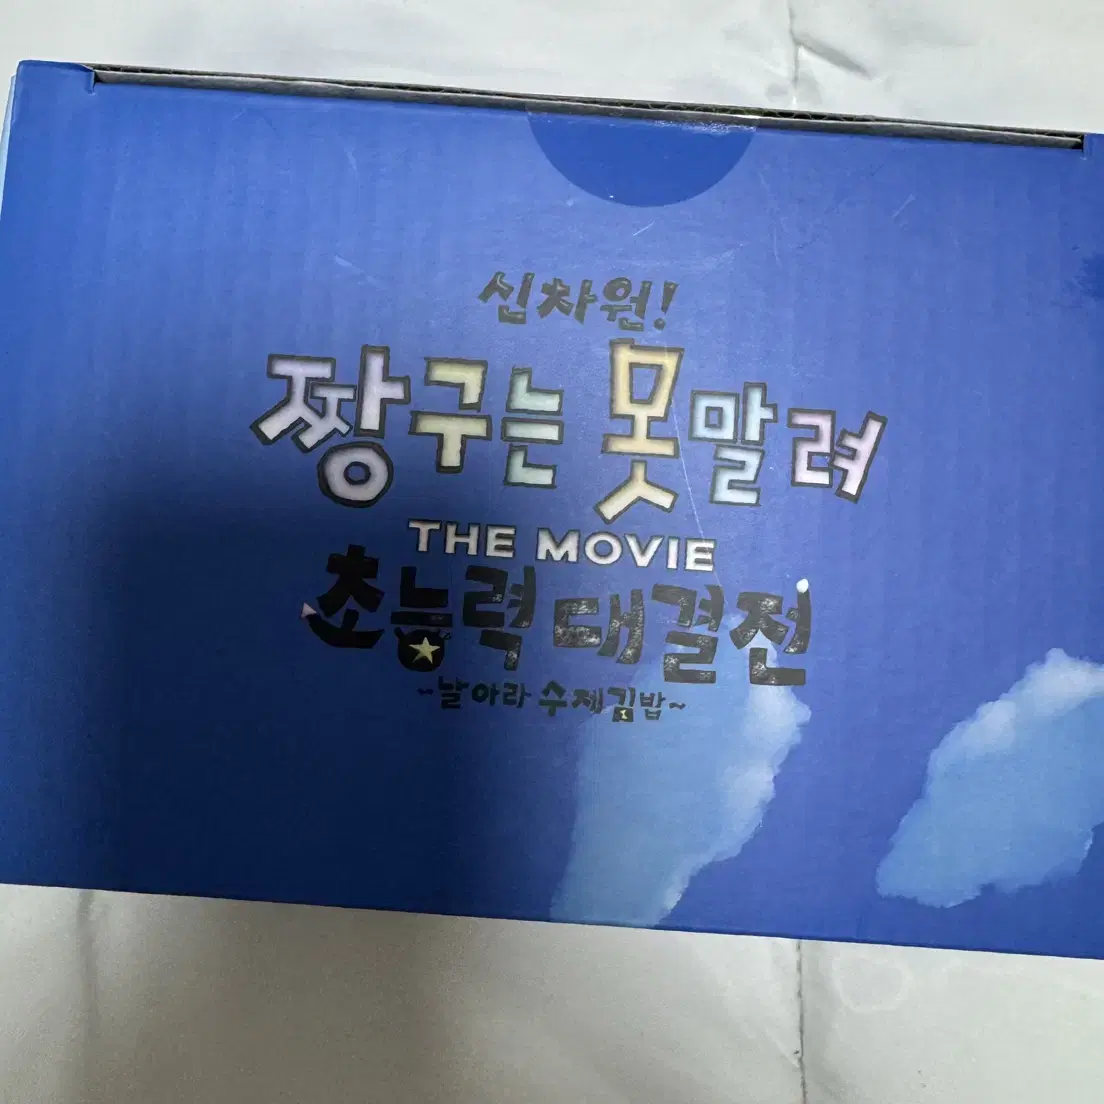 신차원!
짱구는 못말려
THE MOVIE
초능력 대결전
~날아라 수제김밥~